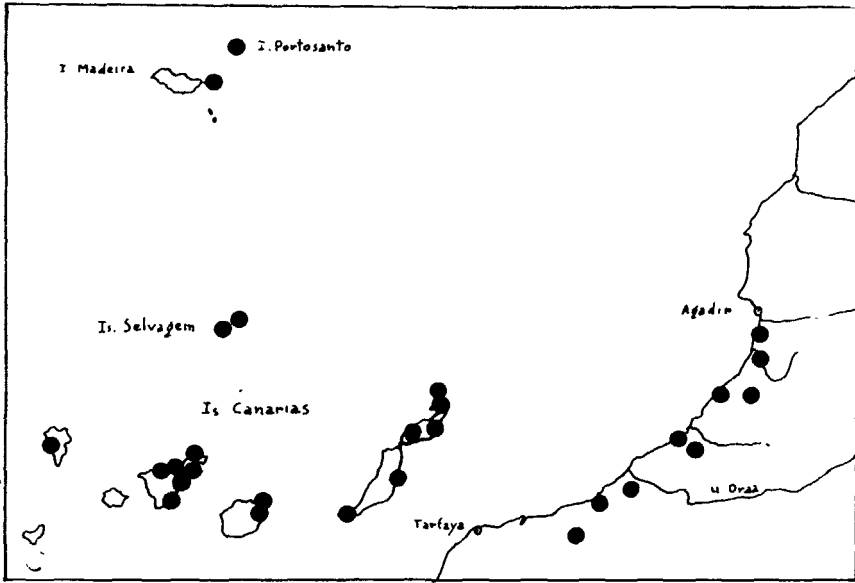 I. Portosanto
I Madeira
Is. Selvagem
Agadir
Is Canarias
U Draa
Tarfaya